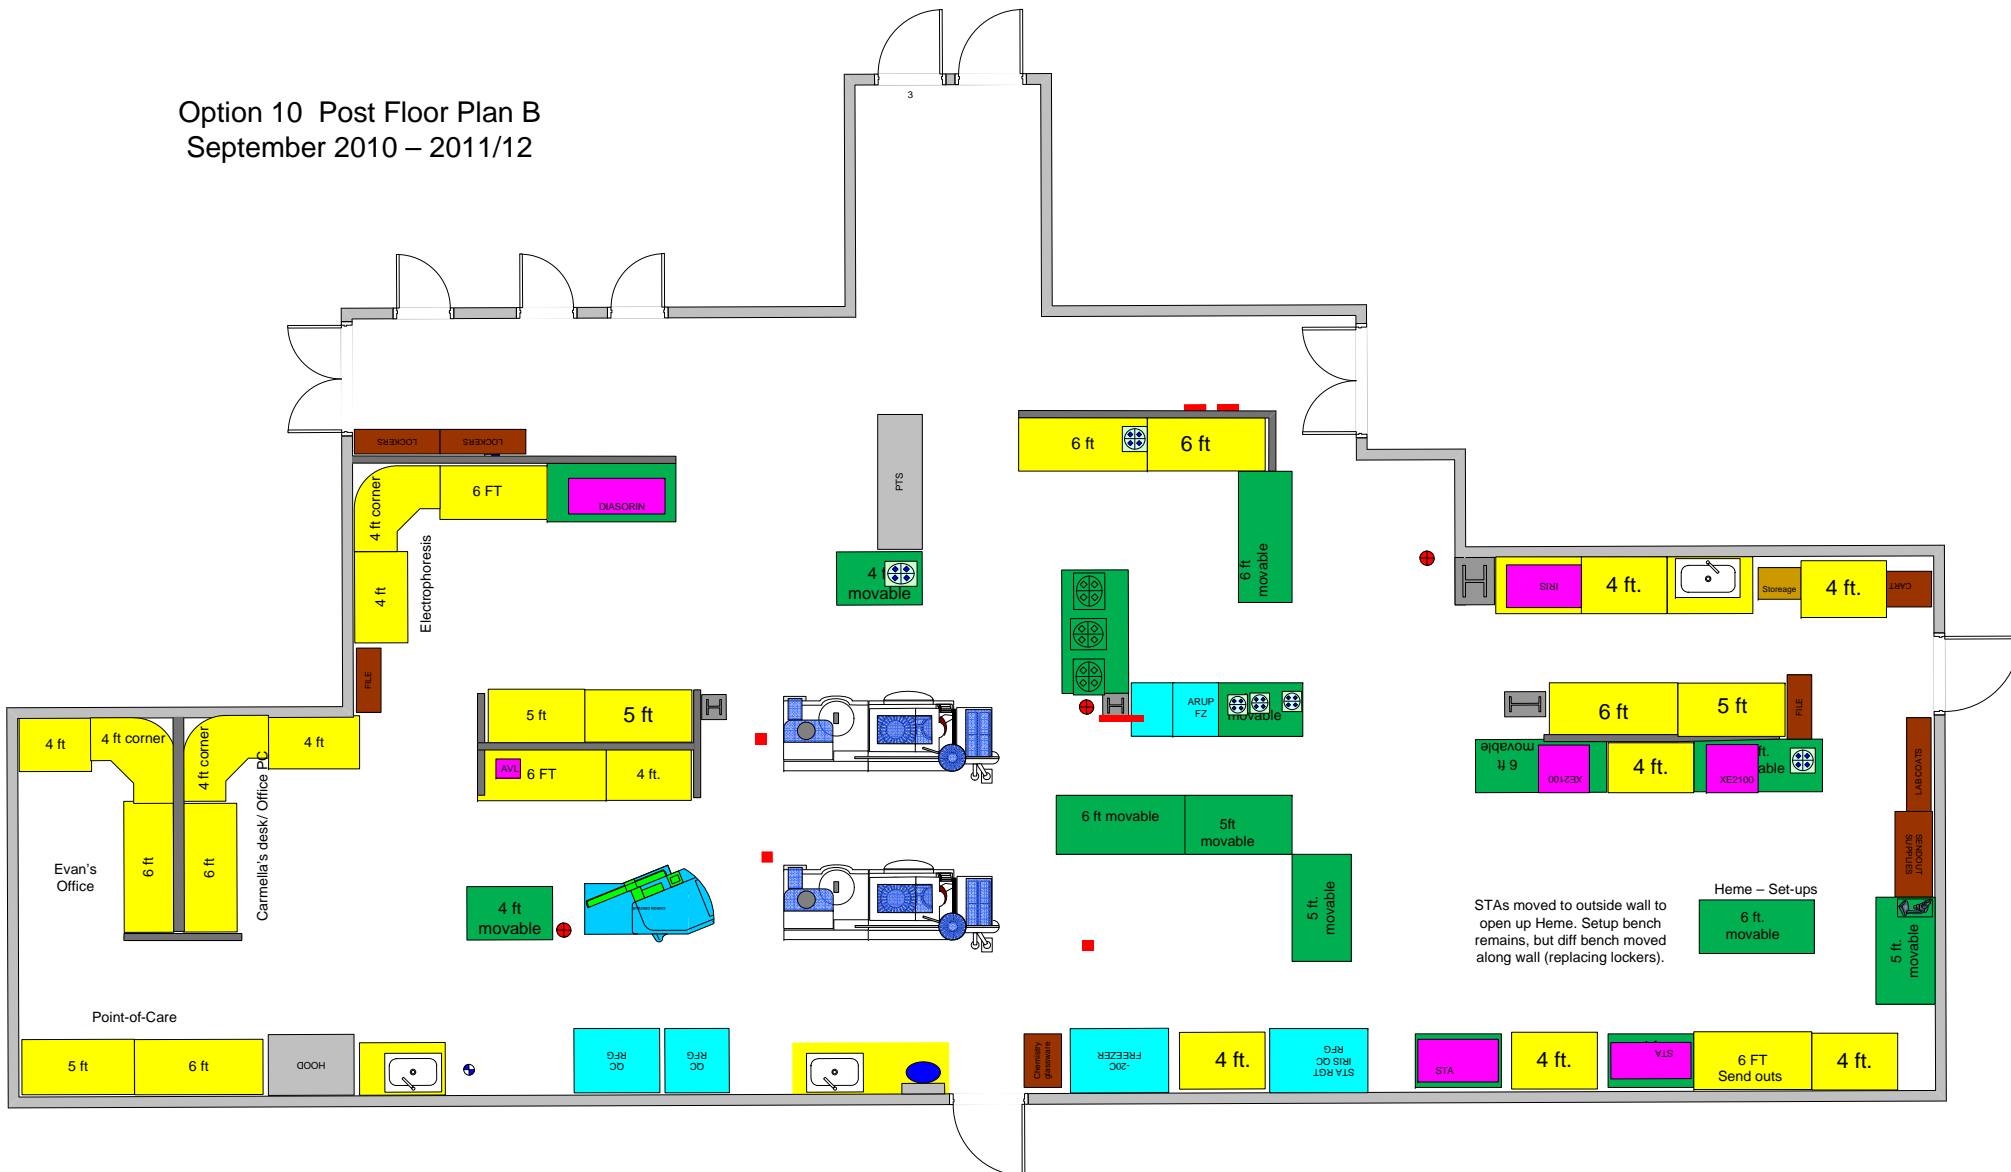 Option 10  Post Floor Plan B
September 2010 – 2011/12
3
LOCKERS
LOCKERS
4 ft corner
6 FT
DIASORIN
4 ft
Electrophoresis
FILE
PTS
4 ft
movable
6 ft
6 ft
6 ft
movable
ARUP
FZ
movable
IRIS
4 ft.
Storeage
4 ft.
CART
4 ft
4 ft corner
4 ft corner
4 ft
6 ft
6 ft
Evan's
Office
Carmella's desk/ Office PC
5 ft
5 ft
AVL
6 FT
4 ft.
4 ft
movable
6 ft movable
5ft
movable
5 ft.
movable
6 ft
5 ft
FILE
6 ft
movable
XE2100
4 ft.
XE2100
ft.
able
LABCOATS
SENDOUT
SUPPLIES
5 ft.
movable
Heme – Set-ups
6 ft.
movable
STAs moved to outside wall to
open up Heme. Setup bench
remains, but diff bench moved
along wall (replacing lockers).
Point-of-Care
5 ft
6 ft
HOOD
QC
RFG
QC
RFG
Chemistry
glassware
-20C
FREEZER
4 ft.
STA RGT
IRIS QC
RFG
STA
4 ft.
STA
6 FT
Send outs
4 ft.